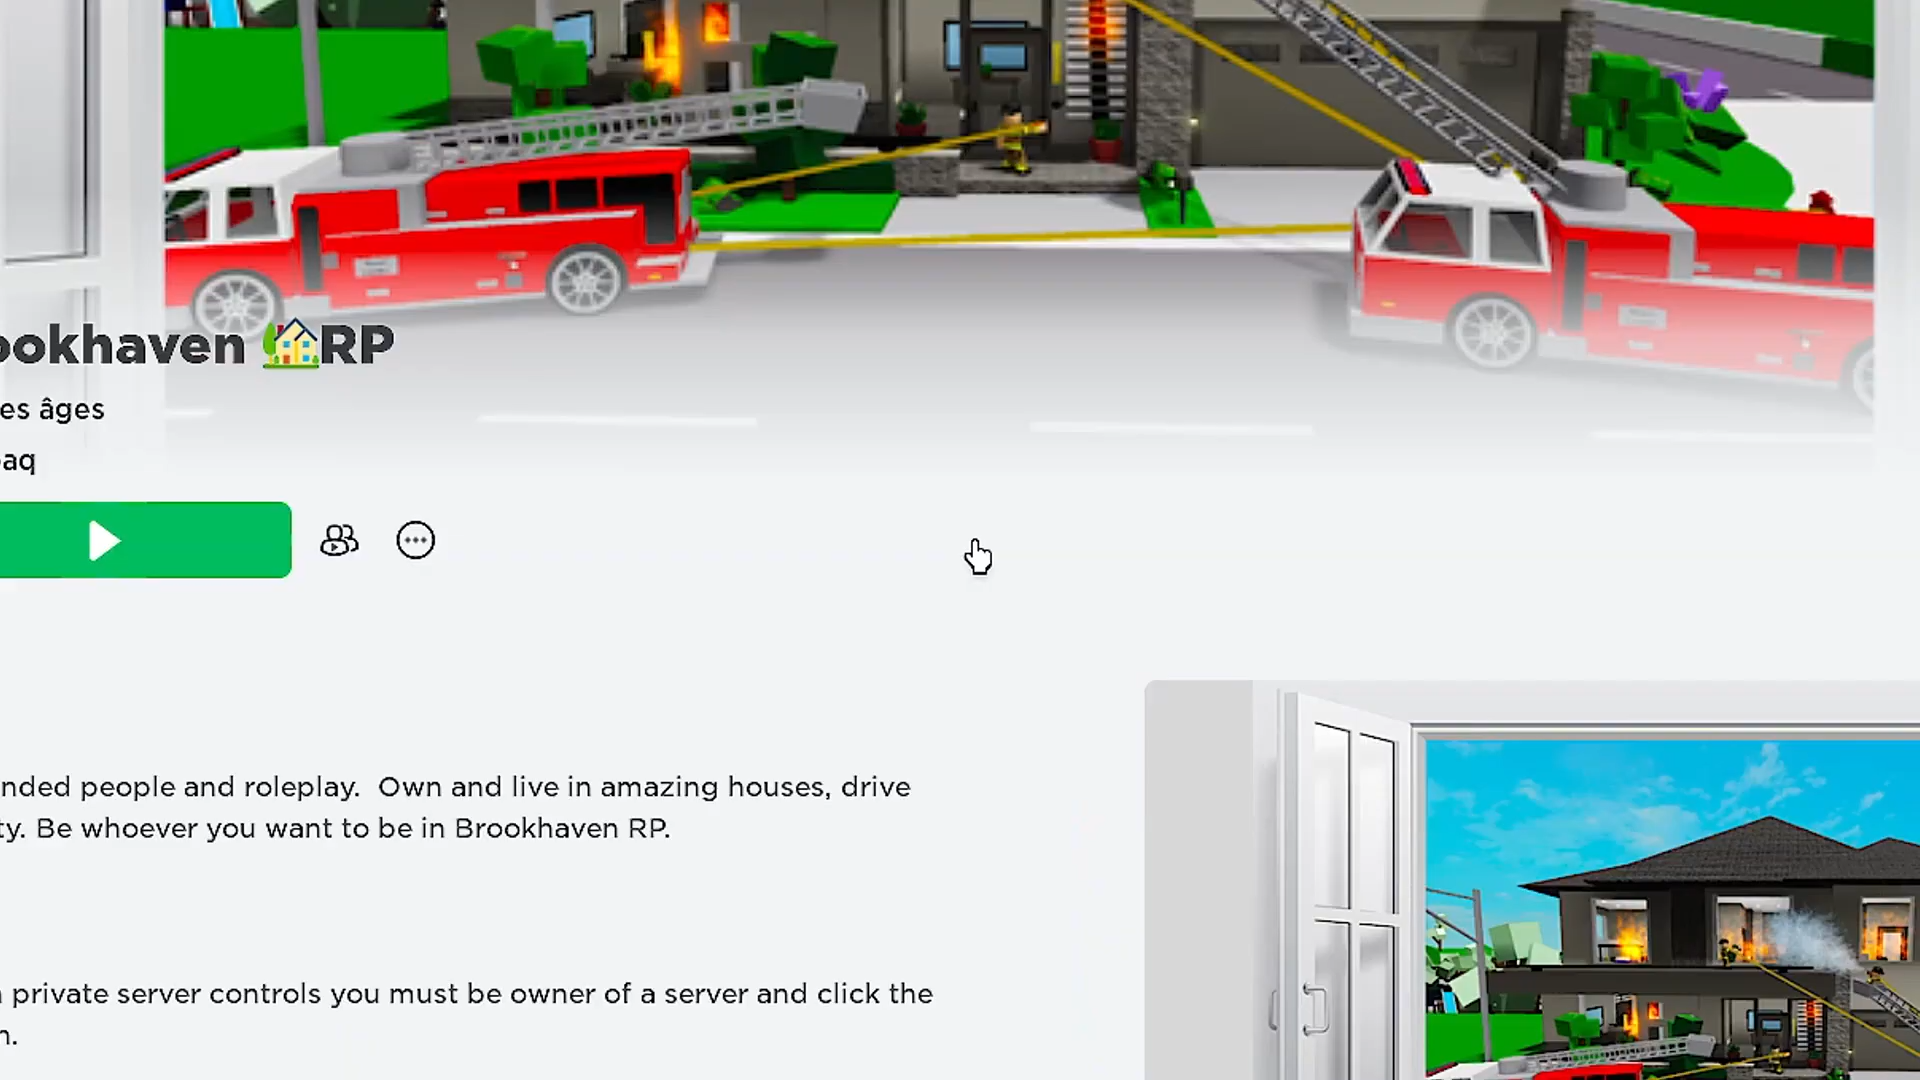 ookhaven 🏡RP
es âges
aq
nded people and roleplay.  Own and live in amazing houses, drive
ty. Be whoever you want to be in Brookhaven RP.
private server controls you must be owner of a server and click the
n.